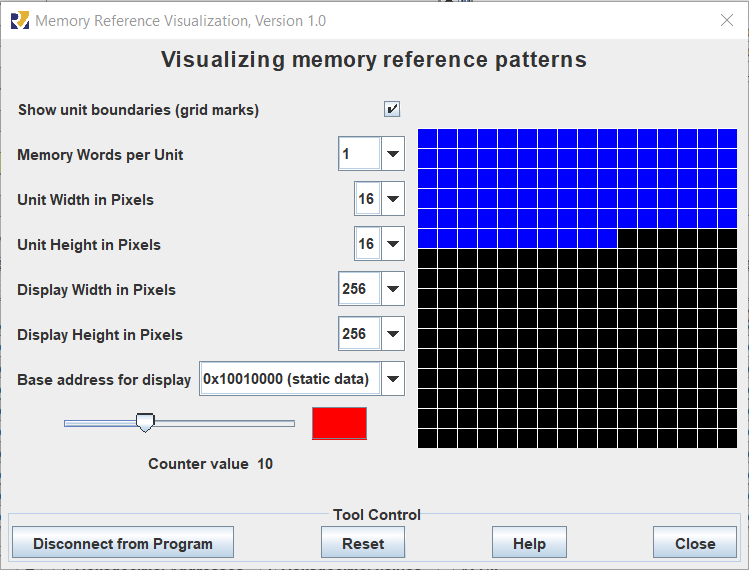 Memory Reference Visualization, Version 1.0
Visualizing memory reference patterns
Show unit boundaries (grid marks)
Memory Words per Unit 1
Unit Width in Pixels 16
Unit Height in Pixels 16
Display Width in Pixels 256
Display Height in Pixels 256
Base address for display 0x10010000 (static data)
Counter value 10
Tool Control
Disconnect from Program Reset Help Close